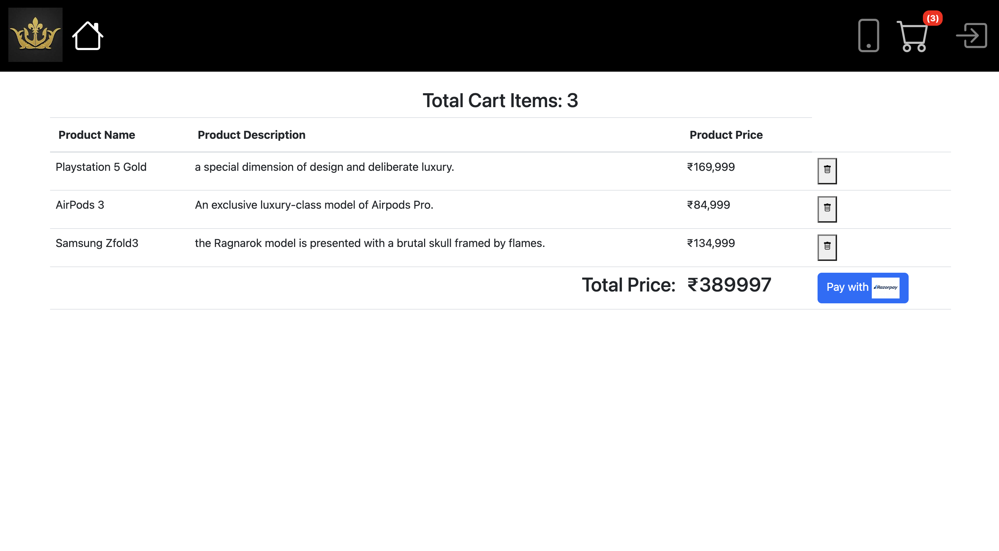 (3)
Total Cart Items: 3
Product Name Product Description Product Price
Playstation 5 Gold a special dimension of design and deliberate luxury. ₹169,999
AirPods 3 An exclusive luxury-class model of Airpods Pro. ₹84,999
Samsung Zfold3 the Ragnarok model is presented with a brutal skull framed by flames. ₹134,999
Total Price: ₹389997 Pay with Razorpay